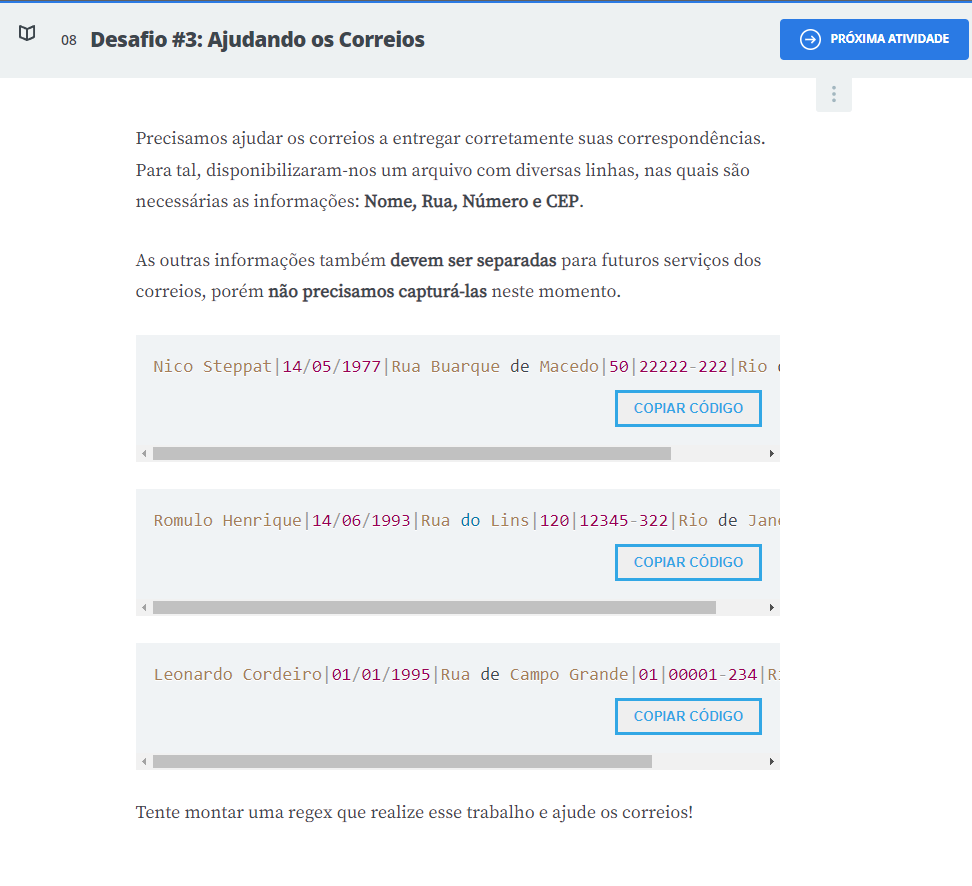 08 Desafio #3: Ajudando os Correios
PRÓXIMA ATIVIDADE
Precisamos ajudar os correios a entregar corretamente suas correspondências.
Para tal, disponibilizaram-nos um arquivo com diversas linhas, nas quais são
necessárias as informações: Nome, Rua, Número e CEP.
As outras informações também devem ser separadas para futuros serviços dos
correios, porém não precisamos capturá-las neste momento.
Nico Steppat|14/05/1977|Rua Buarque de Macedo|50|22222-222|Rio
COPIAR CÓDIGO
Romulo Henrique|14/06/1993|Rua do Lins|120|12345-322|Rio de Jan
COPIAR CÓDIGO
Leonardo Cordeiro|01/01/1995|Rua de Campo Grande|01|00001-234|R
COPIAR CÓDIGO
Tente montar uma regex que realize esse trabalho e ajude os correios!